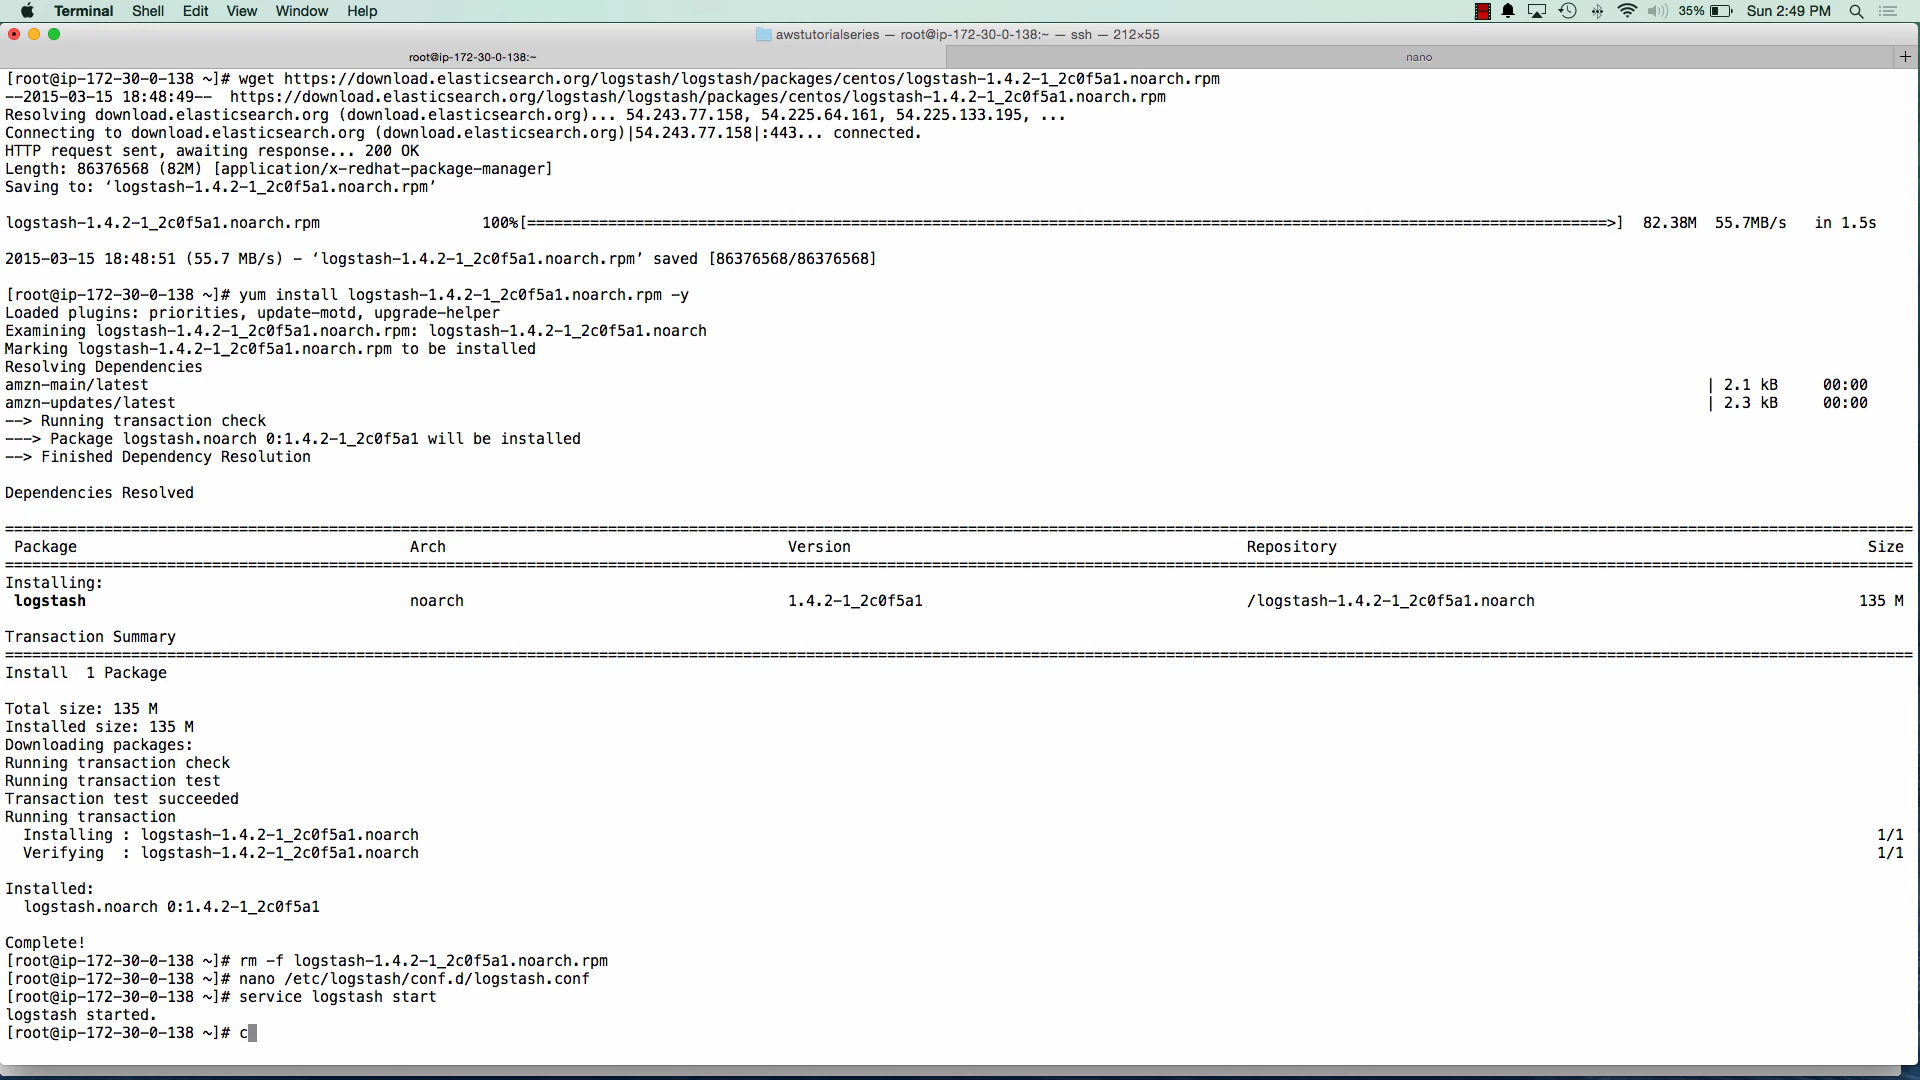 Terminal Shell Edit View Window Help 35% Sun 2:49 PM
awstutorialseries — root@ip-172-30-0-138:~ — ssh — 212×55
root@ip-172-30-0-138:~ nano +
[root@ip-172-30-0-138 ~]# wget https://download.elasticsearch.org/logstash/logstash/packages/centos/logstash-1.4.2-1_2c0f5a1.noarch.rpm
--2015-03-15 18:48:49-- https://download.elasticsearch.org/logstash/logstash/packages/centos/logstash-1.4.2-1_2c0f5a1.noarch.rpm
Resolving download.elasticsearch.org (download.elasticsearch.org)... 54.243.77.158, 54.225.64.161, 54.225.133.195, ...
Connecting to download.elasticsearch.org (download.elasticsearch.org)|54.243.77.158|:443... connected.
HTTP request sent, awaiting response... 200 OK
Length: 86376568 (82M) [application/x-redhat-package-manager]
Saving to: ‘logstash-1.4.2-1_2c0f5a1.noarch.rpm’
logstash-1.4.2-1_2c0f5a1.noarch.rpm 100%[========================================================================================================================>] 82.38M 55.7MB/s in 1.5s
2015-03-15 18:48:51 (55.7 MB/s) - ‘logstash-1.4.2-1_2c0f5a1.noarch.rpm’ saved [86376568/86376568]
[root@ip-172-30-0-138 ~]# yum install logstash-1.4.2-1_2c0f5a1.noarch.rpm -y
Loaded plugins: priorities, update-motd, upgrade-helper
Examining logstash-1.4.2-1_2c0f5a1.noarch.rpm: logstash-1.4.2-1_2c0f5a1.noarch
Marking logstash-1.4.2-1_2c0f5a1.noarch.rpm to be installed
Resolving Dependencies
amzn-main/latest | 2.1 kB 00:00
amzn-updates/latest | 2.3 kB 00:00
--> Running transaction check
---> Package logstash.noarch 0:1.4.2-1_2c0f5a1 will be installed
--> Finished Dependency Resolution
Dependencies Resolved
====================================================================================================
Package Arch Version Repository Size
====================================================================================================
Installing:
logstash noarch 1.4.2-1_2c0f5a1 /logstash-1.4.2-1_2c0f5a1.noarch 135 M
Transaction Summary
====================================================================================================
Install 1 Package
Total size: 135 M
Installed size: 135 M
Downloading packages:
Running transaction check
Running transaction test
Transaction test succeeded
Running transaction
Installing : logstash-1.4.2-1_2c0f5a1.noarch 1/1
Verifying : logstash-1.4.2-1_2c0f5a1.noarch 1/1
Installed:
logstash.noarch 0:1.4.2-1_2c0f5a1
Complete!
[root@ip-172-30-0-138 ~]# rm -f logstash-1.4.2-1_2c0f5a1.noarch.rpm
[root@ip-172-30-0-138 ~]# nano /etc/logstash/conf.d/logstash.conf
[root@ip-172-30-0-138 ~]# service logstash start
logstash started.
[root@ip-172-30-0-138 ~]# c